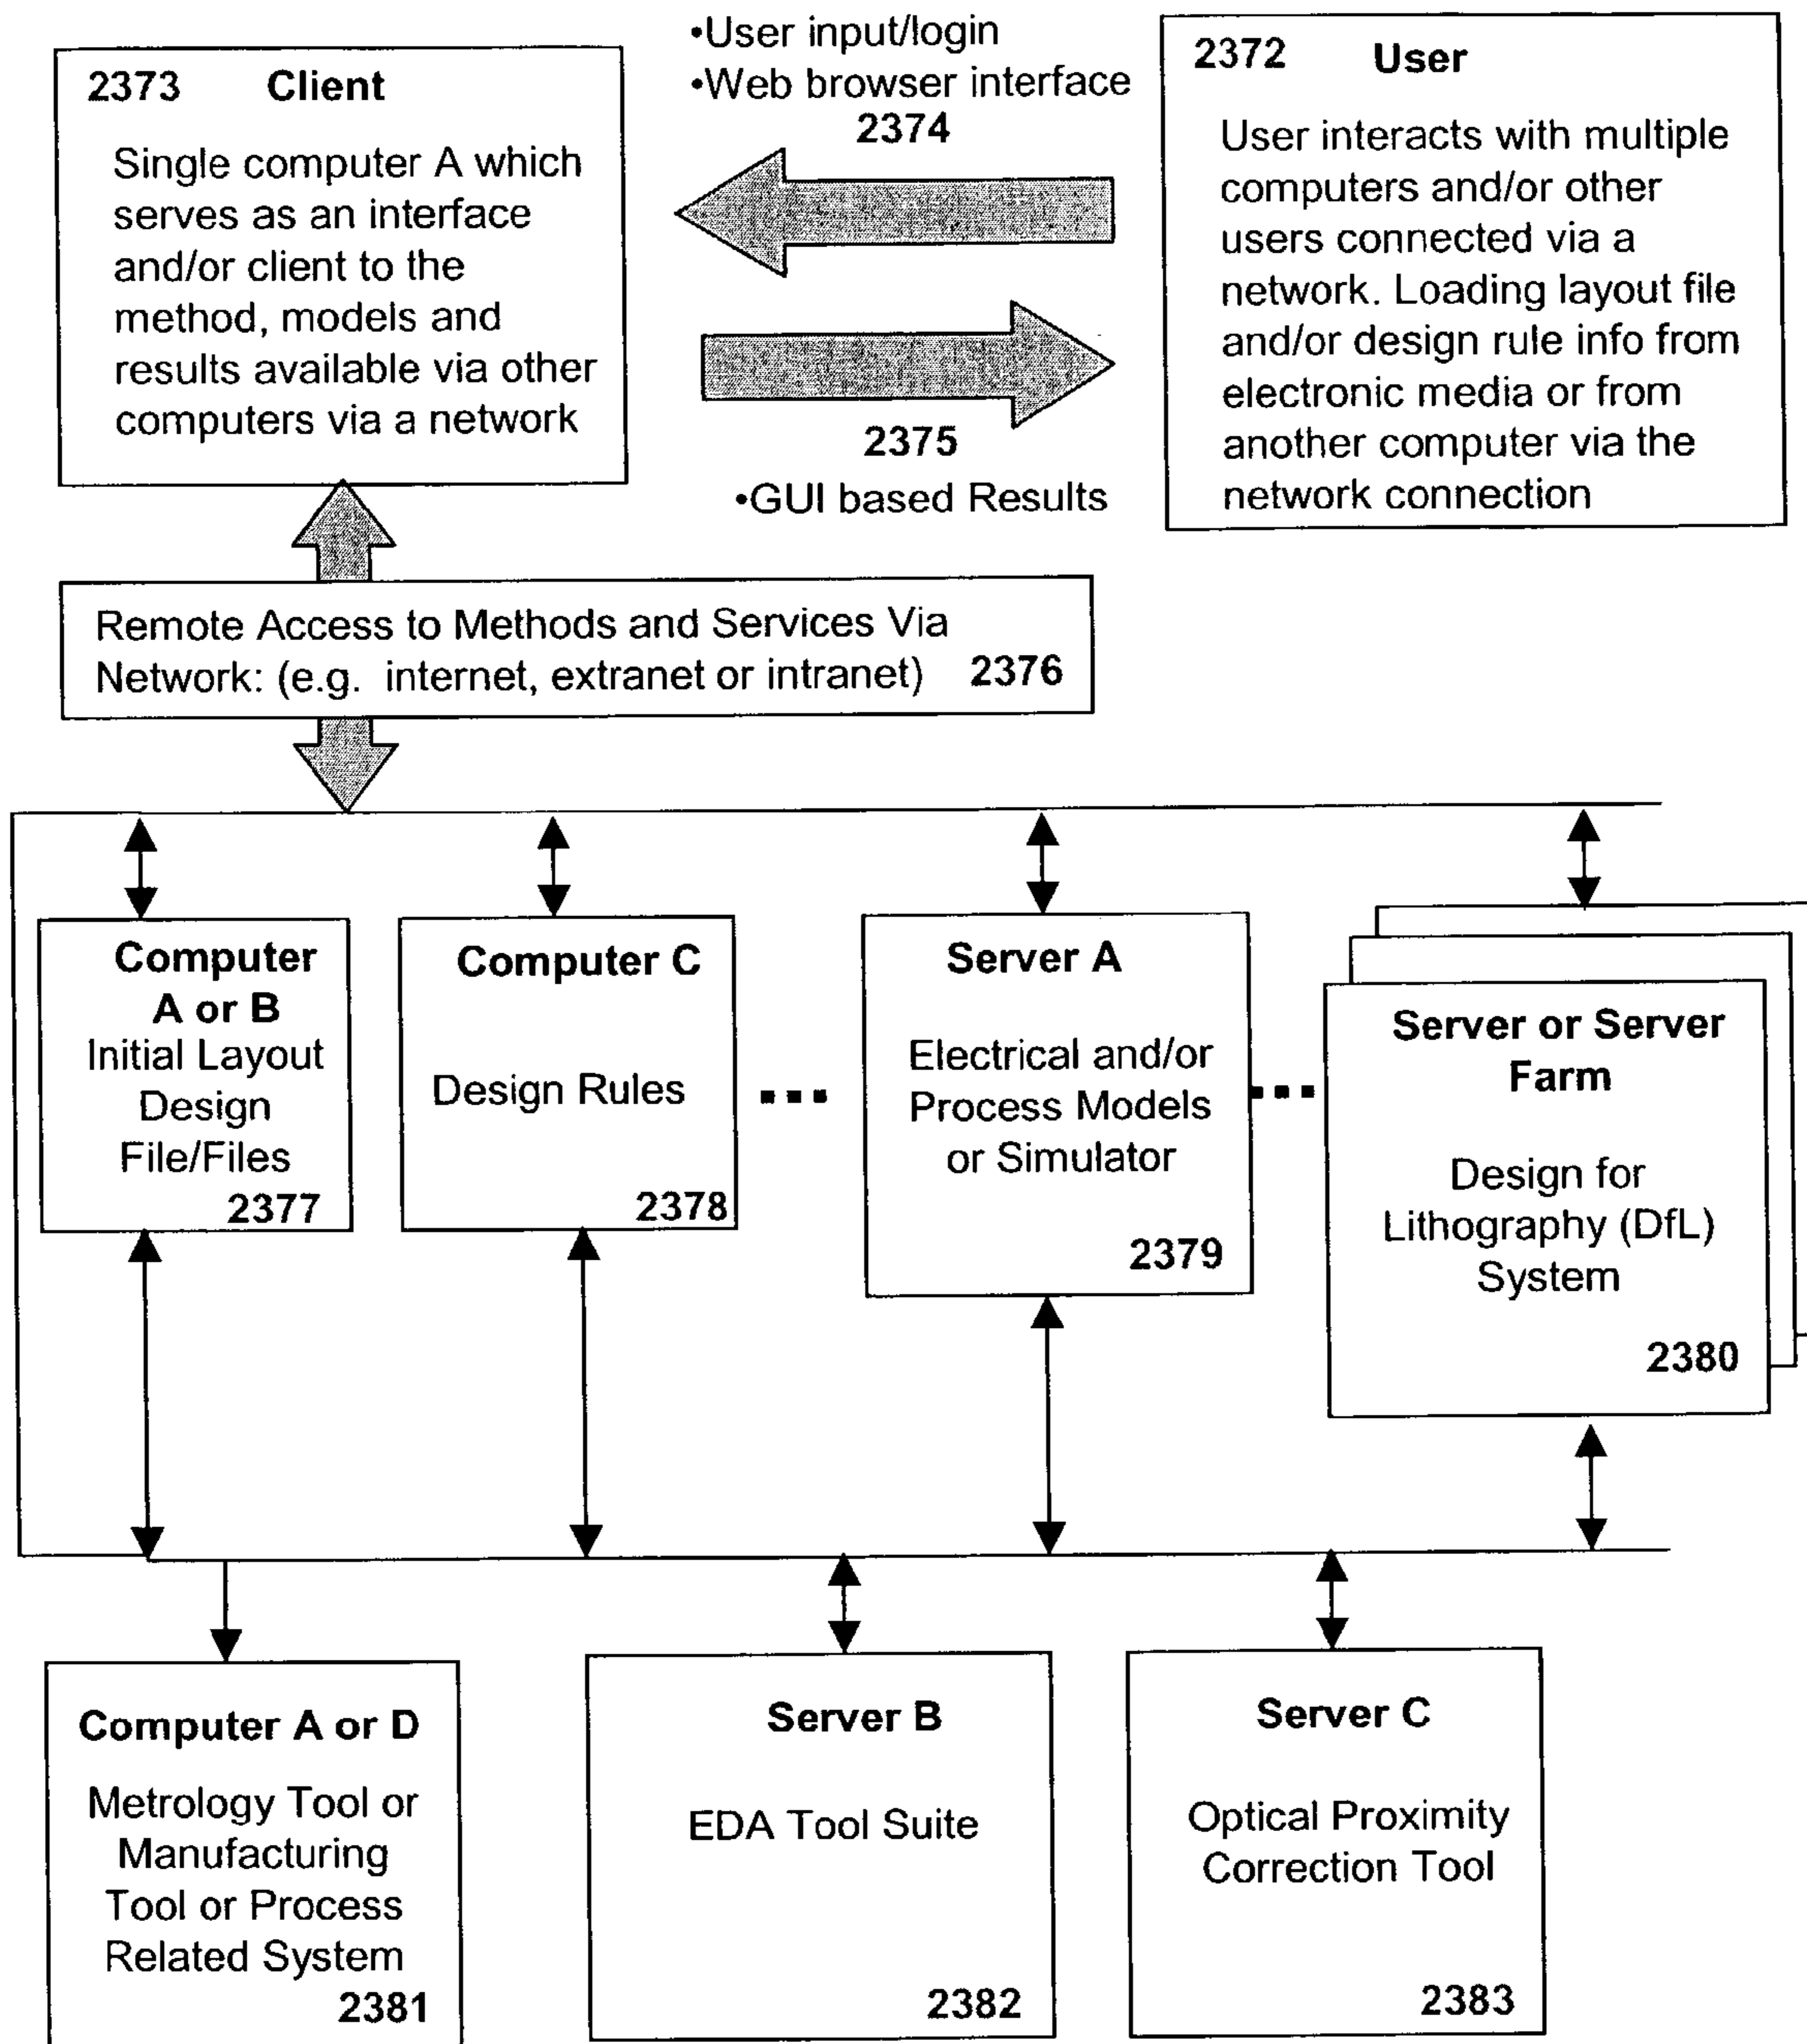 2373 Client
Single computer A which
serves as an interface
and/or client to the
method, models and
results available via other
computers via a network
•User input/login
•Web browser interface
2374
2375
•GUI based Results
2372 User
User interacts with multiple
computers and/or other
users connected via a
network. Loading layout file
and/or design rule info from
electronic media or from
another computer via the
network connection
Remote Access to Methods and Services Via
Network: (e.g. internet, extranet or intranet) 2376
Computer
A or B
Initial Layout
Design
File/Files
2377
Computer C
Design Rules
2378
Server A
Electrical and/or
Process Models
or Simulator
2379
Server or Server
Farm
Design for
Lithography (DfL)
System
2380
Computer A or D
Metrology Tool or
Manufacturing
Tool or Process
Related System
2381
Server B
EDA Tool Suite
2382
Server C
Optical Proximity
Correction Tool
2383